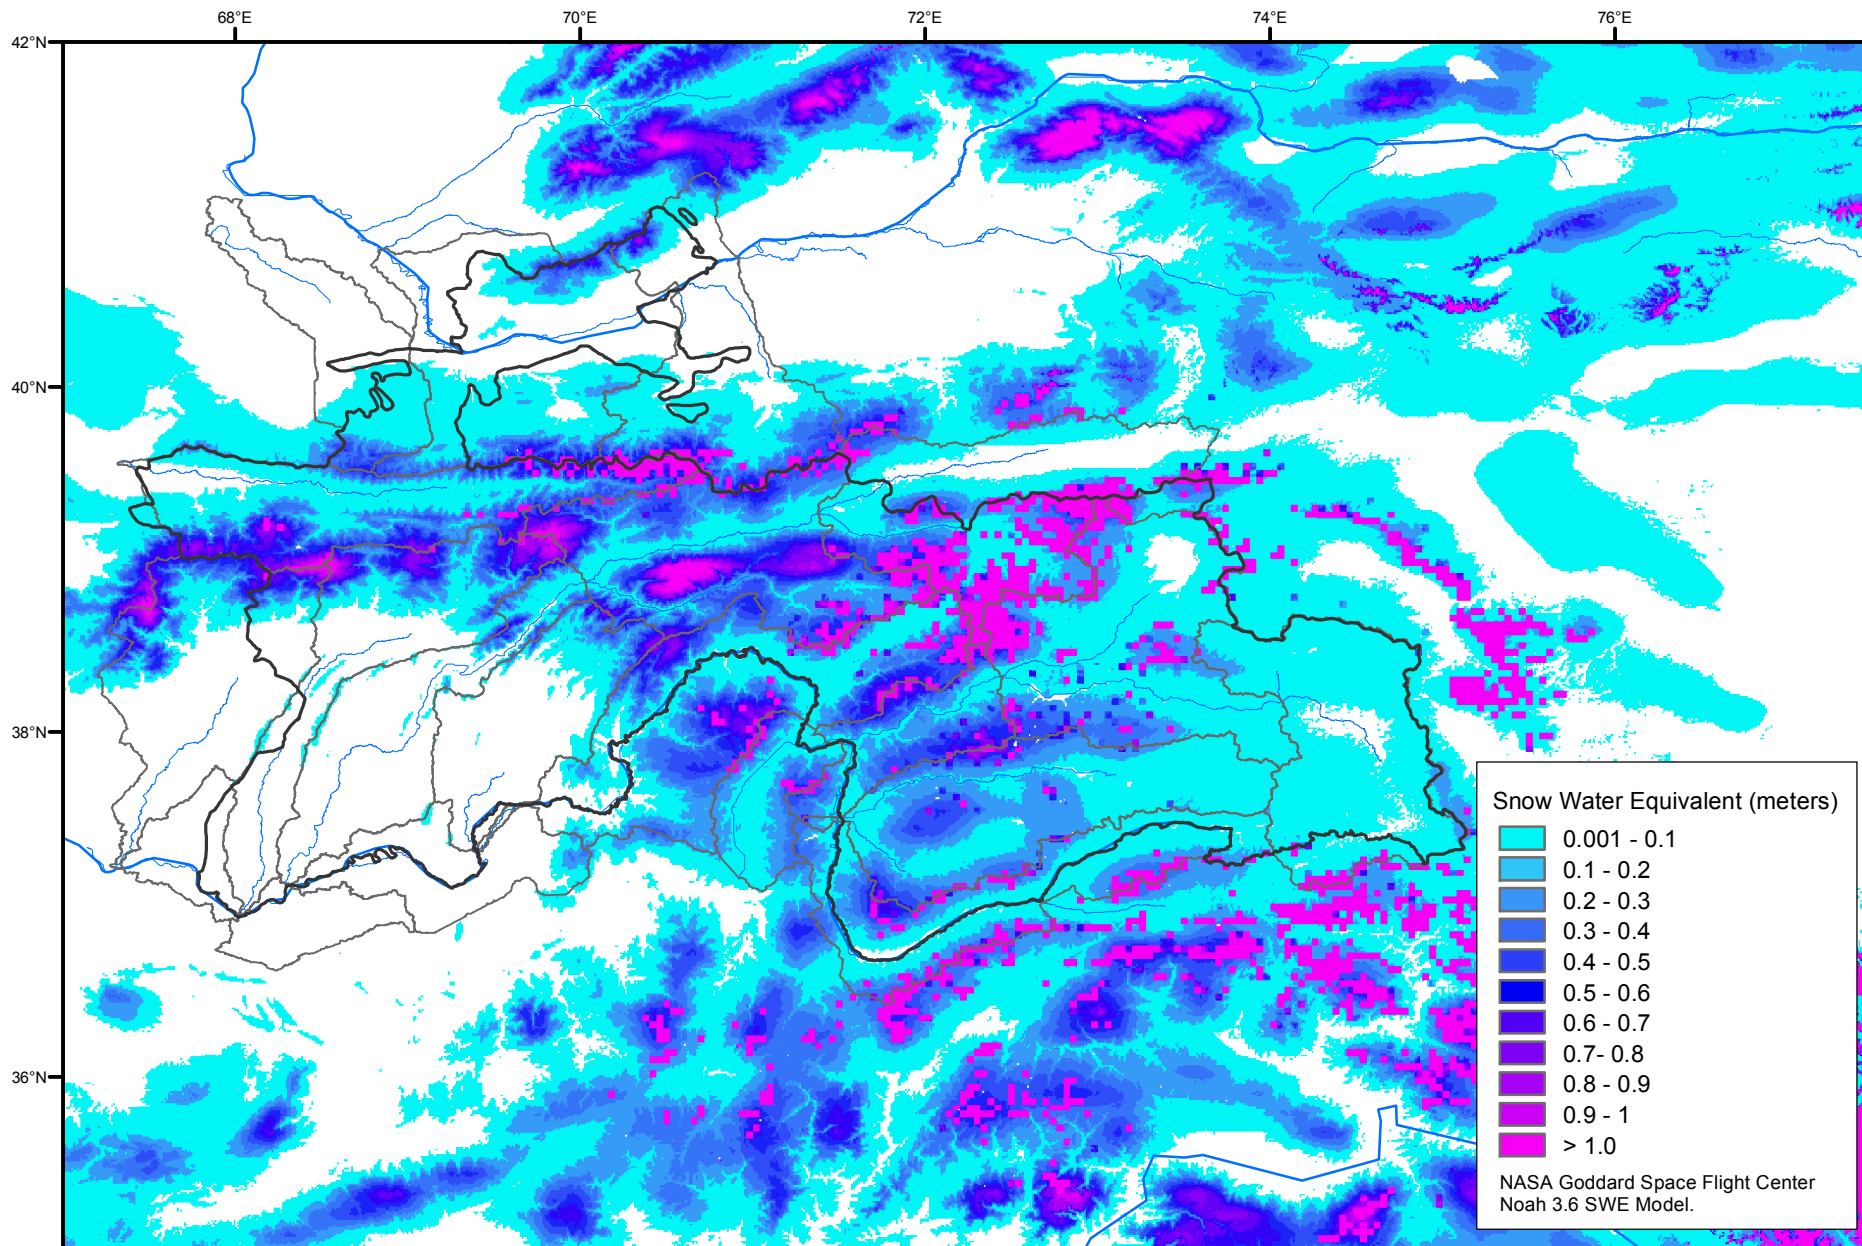 68°E
70°E
72°E
74°E
76°E
42°N
40°N
38°N
36°N
Snow Water Equivalent (meters)
0.001 - 0.1
0.1 - 0.2
0.2 - 0.3
0.3 - 0.4
0.4 - 0.5
0.5 - 0.6
0.6 - 0.7
0.7- 0.8
0.8 - 0.9
0.9 - 1
> 1.0
NASA Goddard Space Flight Center
Noah 3.6 SWE Model.